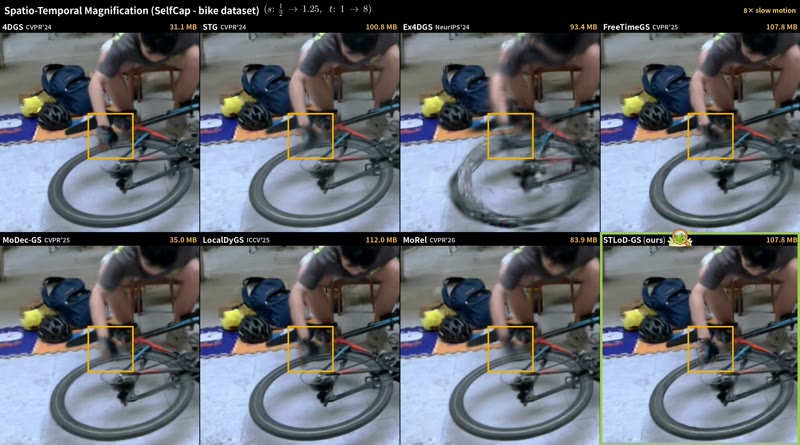 Spatio-Temporal Magnification (SelfCap - bike dataset) (s: 1/2 → 1.25, t: 1 → 8) 8× slow motion
4DGS CVPR'24 31.1 MB STG CVPR'24 100.8 MB Ex4DGS NeurIPS'24 93.4 MB FreeTimeGS CVPR'25 107.8 MB
MoDec-GS CVPR'25 35.0 MB LocalDyGS ICCV'25 112.0 MB MoRel CVPR'26 83.9 MB STLoD-GS (ours) 107.8 MB